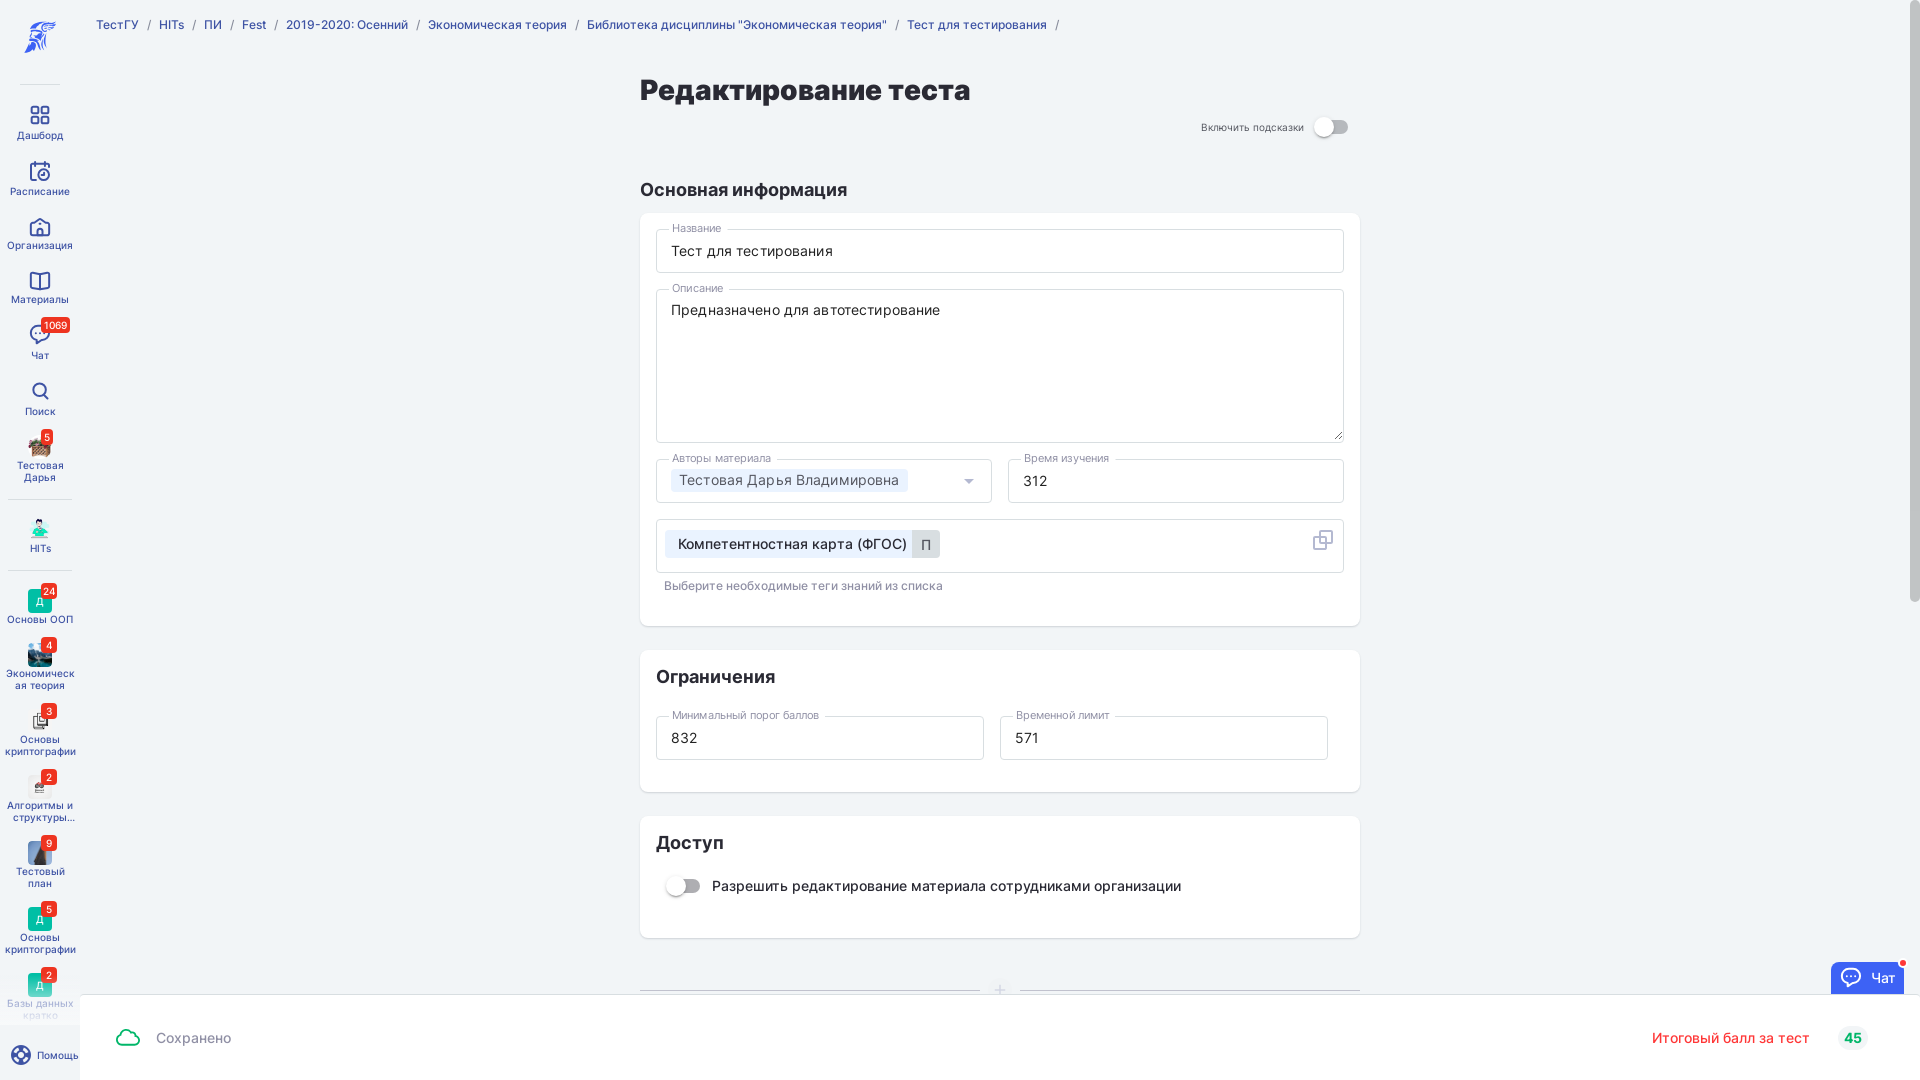 ТестГУ / HITs / ПИ / Fest / 2019-2020: Осенний / Экономическая теория / Библиотека дисциплины "Экономическая теория" / Тест для тестирования /
Дашборд
Расписание
Организация
Материалы
1069
Чат
Поиск
5
Тестовая
Дарья
HITs
24
Д
Основы ООП
4
Экономическ
ая теория
3
Основы
криптографии
2
Алгоритмы и
структуры...
9
Тестовый
план
5
Д
Основы
криптографии
2
Д
Базы данных
кратко
Помощь
Редактирование теста
Включить подсказки
Основная информация
Название
Тест для тестирования
Описание
Предназначено для автотестирование
Авторы материала
Тестовая Дарья Владимировна
Время изучения
312
Компетентностная карта (ФГОС) П
Выберите необходимые теги знаний из списка
Ограничения
Минимальный порог баллов
832
Временной лимит
571
Доступ
Разрешить редактирование материала сотрудниками организации
Чат
Сохранено
Итоговый балл за тест 45